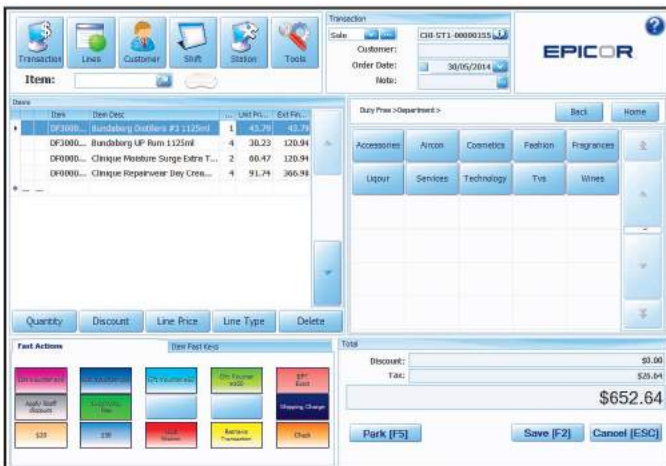 Transaction
Lines
Customer
Shift
Station
Tools
Item:
Transaction
Sale
CHI-ST1-00000155
Customer:
Order Date:
30/05/2014
Note:
EPICOR
Items
Item Item Desc ... Unit Pri... Ext Fin...
DF3000... Bundaberg Distillers #3 1125ml 1 43.79 43.79
DF0000... Bundaberg UP Rum 1125ml 4 30.23 120.94
DF0000... Clinique Moisture Surge Extra T... 2 60.47 120.94
DF0000... Clinique Repairwear Day Crea... 4 91.74 366.98
Quantity
Discount
Line Price
Line Type
Delete
Duty Free >Department >
Back
Home
Accessories
Aircon
Cosmetics
Fashion
Fragrances
Liqour
Services
Technology
Tvs
Wines
Fast Actions
Item Fast Keys
Apply Staff
discount
Shipping Charge
$20
$50
Transaction
Total
Discount: $0.00
Tax: $25.64
$652.64
Park [F5]
Save [F2]
Cancel [ESC]